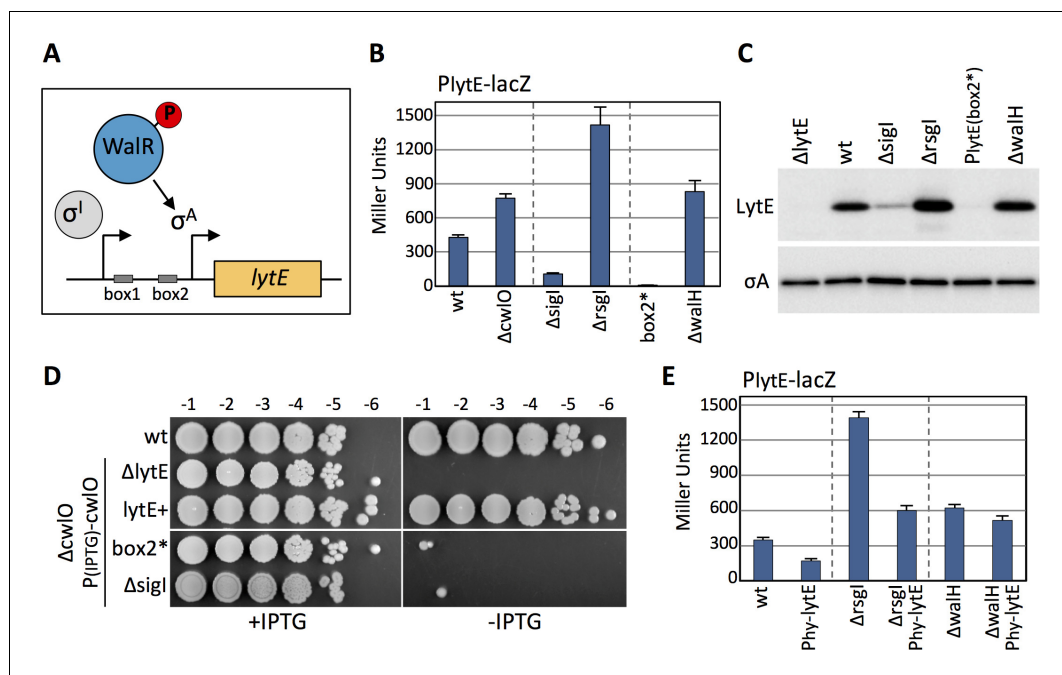 A
P
WalR
σI
σA
box1
box2
lytE
B
PlytE-lacZ
Miller Units
1500
1200
900
600
300
0
wt
ΔcwlO
ΔsigI
ΔrsgI
box2*
ΔwalH
C
ΔlytE
wt
ΔsigI
ΔrsgI
PlytE(box2*)
ΔwalH
LytE
σA
D
-1 -2 -3 -4 -5 -6 -1 -2 -3 -4 -5 -6
wt
ΔlytE
lytE+
box2*
ΔsigI
ΔcwlO
P(IPTG)-cwlO
+IPTG
-IPTG
E
PlytE-lacZ
Miller Units
1500
1200
900
600
300
0
wt
Phy-lytE
ΔrsgI
ΔrsgI
Phy-lytE
ΔwalH
ΔwalH
Phy-lytE